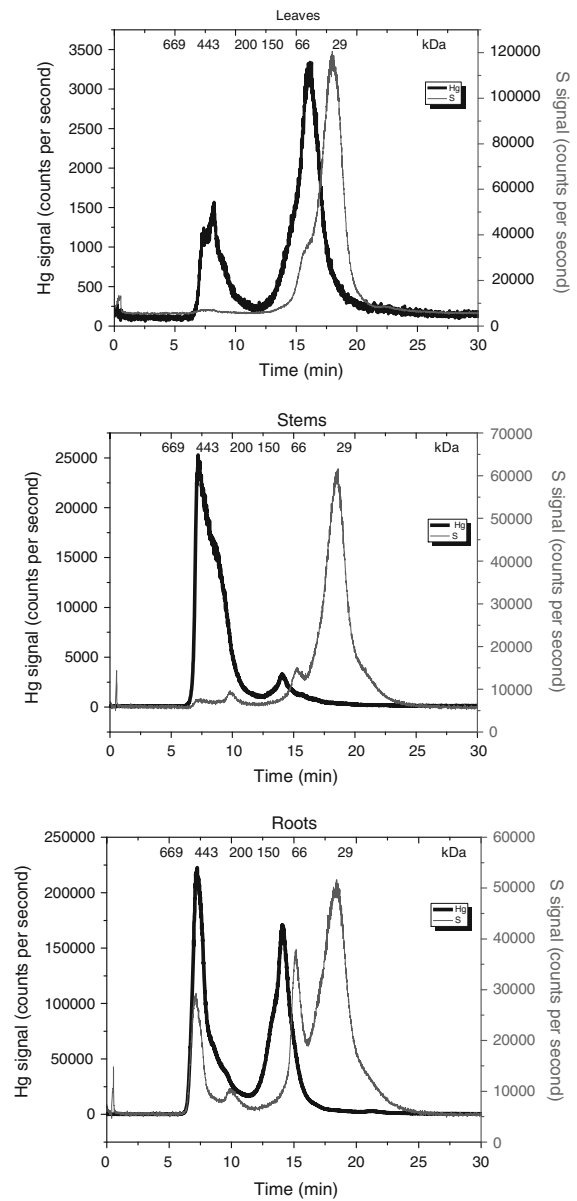 Leaves
669 443 200 150 66 29 kDa
3500
3000
2500
2000
1500
1000
500
0
Hg signal (counts per second)
120000
100000
80000
60000
40000
20000
0
S signal (counts per second)
Hg
S
0 5 10 15 20 25 30
Time (min)
Stems
669 443 200 150 66 29 kDa
25000
20000
15000
10000
5000
0
Hg signal (counts per second)
70000
60000
50000
40000
30000
20000
10000
0
S signal (counts per second)
Hg
S
0 5 10 15 20 25 30
Time (min)
Roots
669 443 200 150 66 29 kDa
250000
200000
150000
100000
50000
0
Hg signal (counts per second)
60000
50000
40000
30000
20000
10000
0
S signal (counts per second)
Hg
S
0 5 10 15 20 25 30
Time (min)